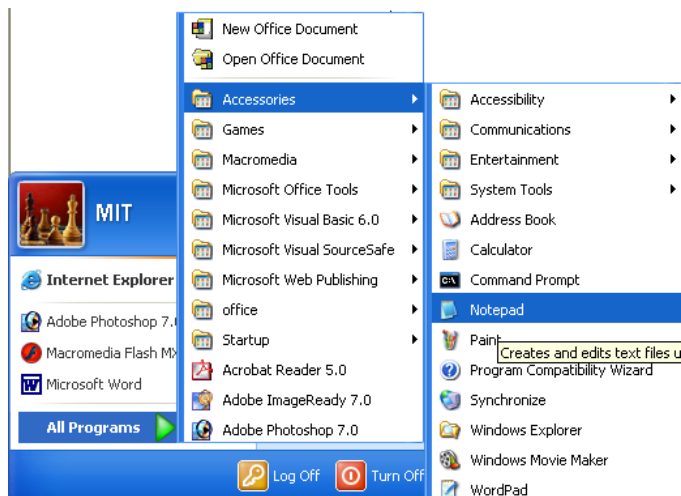 New Office Document
Open Office Document
Accessories
Games
Macromedia
Microsoft Office Tools
Microsoft Visual Basic 6.0
Microsoft Visual SourceSafe
Microsoft Web Publishing
office
Startup
Acrobat Reader 5.0
Adobe ImageReady 7.0
Adobe Photoshop 7.0
Accessibility
Communications
Entertainment
System Tools
Address Book
Calculator
Command Prompt
Notepad
Paint
Creates and edits text files u
Program Compatibility Wizard
Synchronize
Windows Explorer
Windows Movie Maker
WordPad
MIT
Internet Explorer
Adobe Photoshop 7.
Macromedia Flash MX
Microsoft Word
All Programs
Log Off
Turn Off